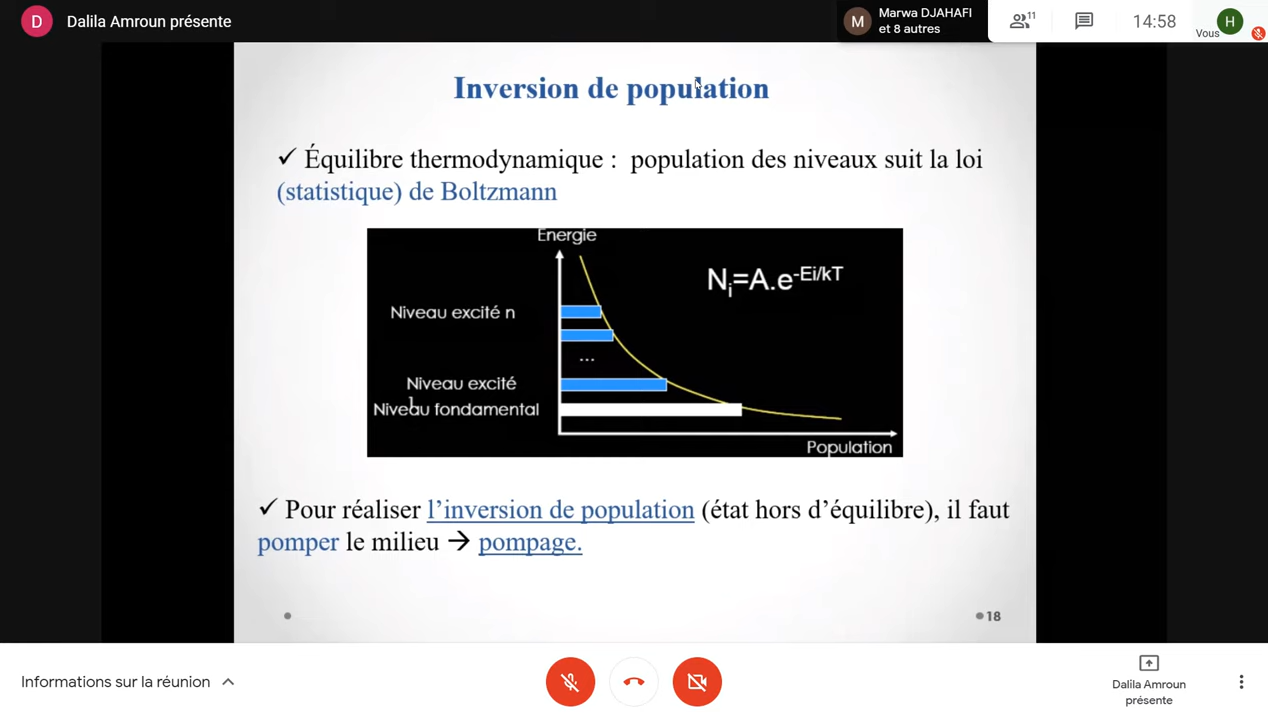 D Dalila Amroun présente
M Marwa DJAHAFI
et 8 autres
11
14:58
Vous H
Inversion de population
✓ Équilibre thermodynamique : population des niveaux suit la loi
(statistique) de Boltzmann
Energie
Nᵢ=A.e^-Ei/kT
Niveau excité n
...
Niveau excité
1
Niveau fondamental
Population
✓ Pour réaliser l'inversion de population (état hors d'équilibre), il faut
pomper le milieu → pompage.
18
Informations sur la réunion
Dalila Amroun
présente